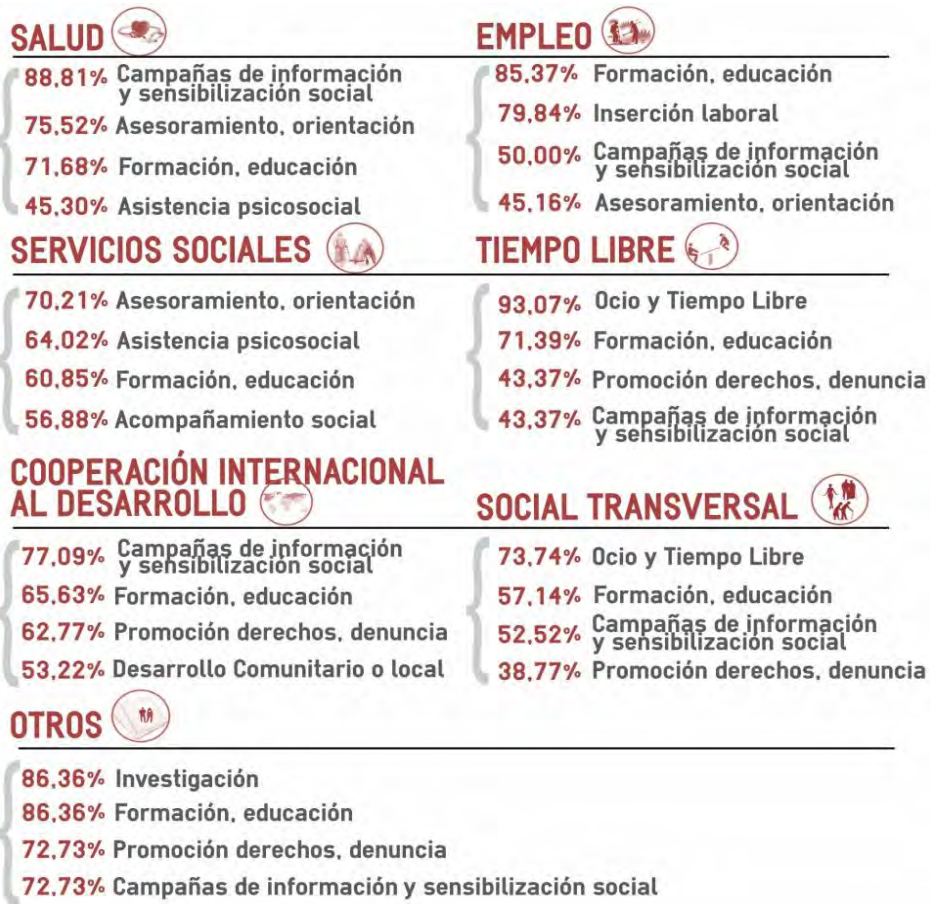 SALUD
88,81% Campañas de información
y sensibilización social
75,52% Asesoramiento, orientación
71,68% Formación, educación
45,30% Asistencia psicosocial
EMPLEO
85,37% Formación, educación
79,84% Inserción laboral
50,00% Campañas de información
y sensibilización social
45,16% Asesoramiento, orientación
SERVICIOS SOCIALES
70,21% Asesoramiento, orientación
64,02% Asistencia psicosocial
60,85% Formación, educación
56,88% Acompañamiento social
TIEMPO LIBRE
93,07% Ocio y Tiempo Libre
71,39% Formación, educación
43,37% Promoción derechos, denuncia
43,37% Campañas de información
y sensibilización social
COOPERACIÓN INTERNACIONAL
AL DESARROLLO
77,09% Campañas de información
y sensibilización social
65,63% Formación, educación
62,77% Promoción derechos, denuncia
53,22% Desarrollo Comunitario o local
SOCIAL TRANSVERSAL
73,74% Ocio y Tiempo Libre
57,14% Formación, educación
52,52% Campañas de información
y sensibilización social
38,77% Promoción derechos, denuncia
OTROS
86,36% Investigación
86,36% Formación, educación
72,73% Promoción derechos, denuncia
72,73% Campañas de información y sensibilización social